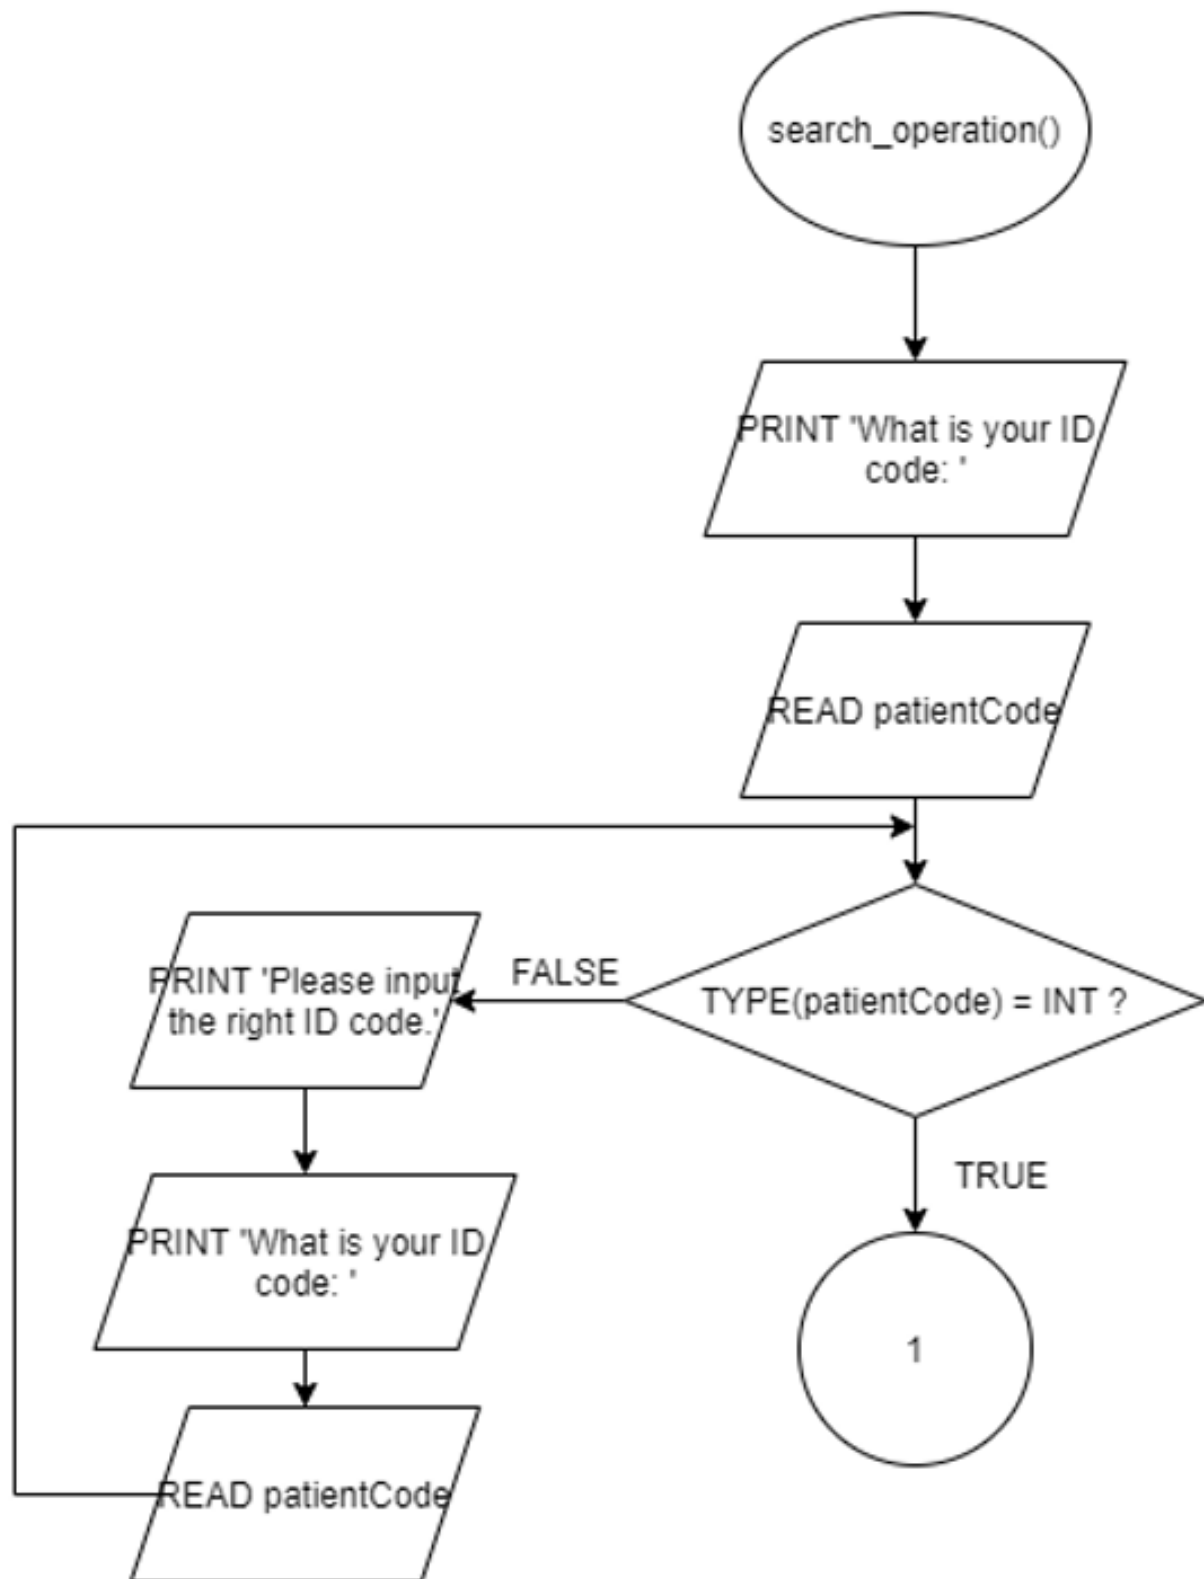 search_operation()
PRINT 'What is your ID
code: '
READ patientCode
TYPE(patientCode) = INT ?
FALSE
PRINT 'Please input
the right ID code.'
TRUE
PRINT 'What is your ID
code: '
1
READ patientCode